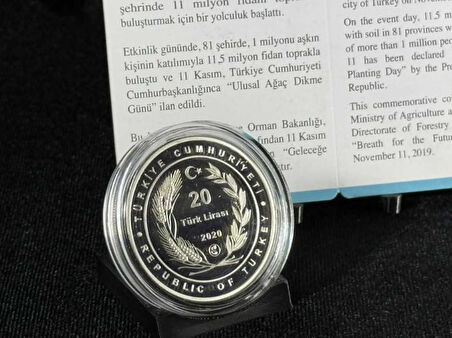 şehrinde 11 milyon fidanı
buluşturmak için bir yolculuk başlattı.
Etkinlik gününde, 81 şehirde, 1 milyonu aşkın
kişinin katılımıyla 11,5 milyon fidan toprakla
buluştu ve 11 Kasım, Türkiye Cumhuriyeti
Cumhurbaşkanlığınca "Ulusal Ağaç Dikme
Günü" ilan edildi.
Orman Bakanlığı,
11 Kasım
"Geleceğe
city of Turkey on
On the event day, 11.5 m
with soil in 81 provinces w
of more than 1 million pe
11 has been declared
Planting Day" by the Pre
Republic.
This commemorative co
Ministry of Agriculture a
Directorate of Forestry
"Breath for the Futur
November 11, 2019.
TÜRKİYE CUMHURİYETİ
20
Türk Lirası
2020
REPUBLIC OF TURKEY